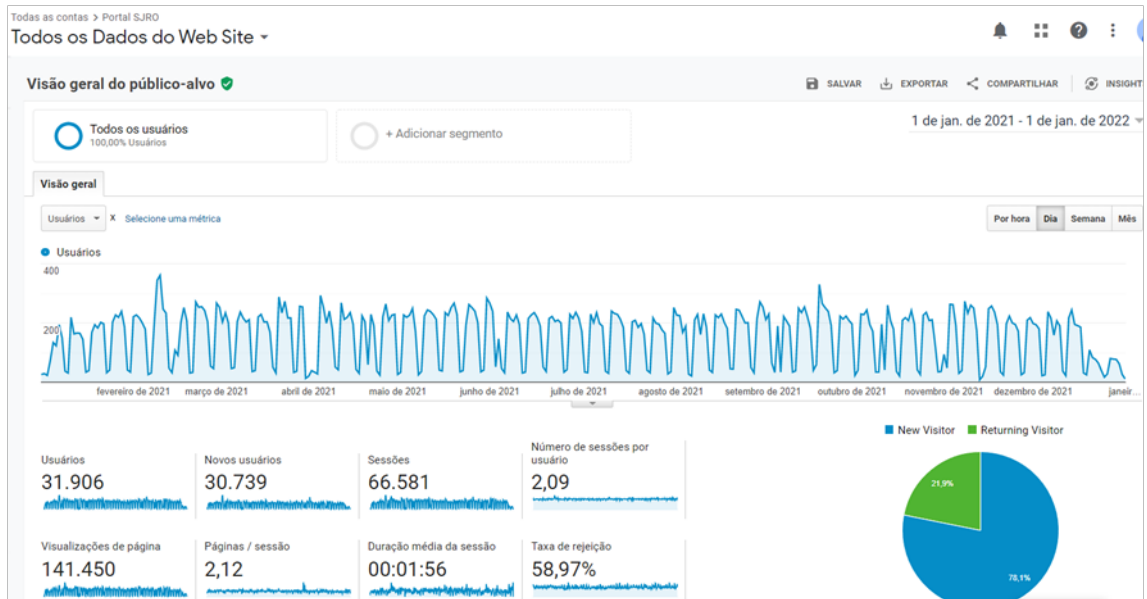 Todas as contas > Portal SJRO
Todos os Dados do Web Site
Visão geral do público-alvo
SALVAR
EXPORTAR
COMPARTILHAR
INSIGHT
Todos os usuários
100,00% Usuários
+ Adicionar segmento
1 de jan. de 2021 - 1 de jan. de 2022
Visão geral
Usuários
X
Selecione uma métrica
Por hora
Dia
Semana
Mês
Usuários
400
200
fevereiro de 2021
março de 2021
abril de 2021
maio de 2021
junho de 2021
julho de 2021
agosto de 2021
setembro de 2021
outubro de 2021
novembro de 2021
dezembro de 2021
janeir...
New Visitor
Returning Visitor
Usuários
31.906
Novos usuários
30.739
Sessões
66.581
Número de sessões por
usuário
2,09
21,9%
78,1%
Visualizações de página
141.450
Páginas / sessão
2,12
Duração média da sessão
00:01:56
Taxa de rejeição
58,97%